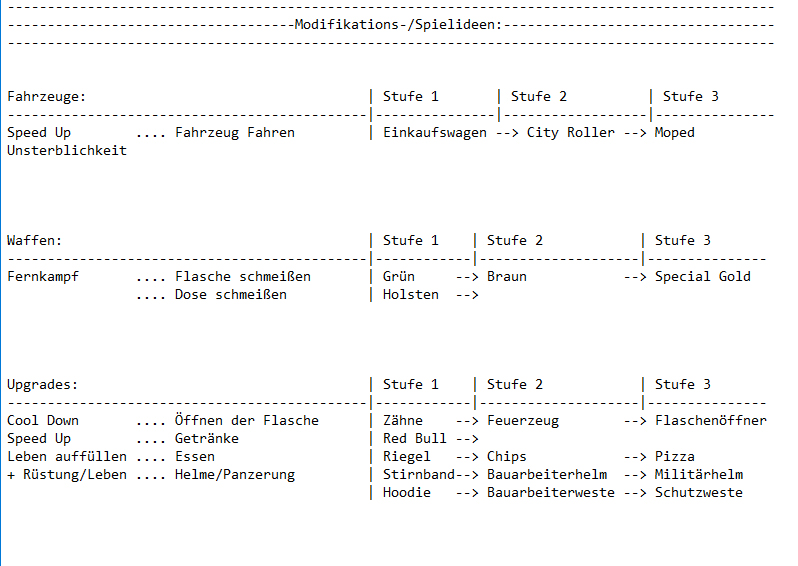 ------------------------------------------------------------------------------------------------
------------------------------------Modifikations-/Spielideen:----------------------------------
------------------------------------------------------------------------------------------------
Fahrzeuge:                                   | Stufe 1       | Stufe 2          | Stufe 3
---------------------------------------------|---------------|------------------|---------------
Speed Up        .... Fahrzeug Fahren         | Einkaufswagen --> City Roller --> Moped
Unsterblichkeit
Waffen:                                      | Stufe 1    | Stufe 2            | Stufe 3
---------------------------------------------|------------|--------------------|---------------
Fernkampf       .... Flasche schmeißen       | Grün     --> Braun            --> Special Gold
                .... Dose schmeißen          | Holsten  -->
Upgrades:                                    | Stufe 1    | Stufe 2            | Stufe 3
---------------------------------------------|------------|--------------------|---------------
Cool Down       .... Öffnen der Flasche      | Zähne    --> Feuerzeug        --> Flaschenöffner
Speed Up        .... Getränke                | Red Bull -->
Leben auffüllen .... Essen                   | Riegel   --> Chips            --> Pizza
+ Rüstung/Leben .... Helme/Panzerung         | Stirnband--> Bauarbeiterhelm  --> Militärhelm
                                             | Hoodie   --> Bauarbeiterweste --> Schutzweste